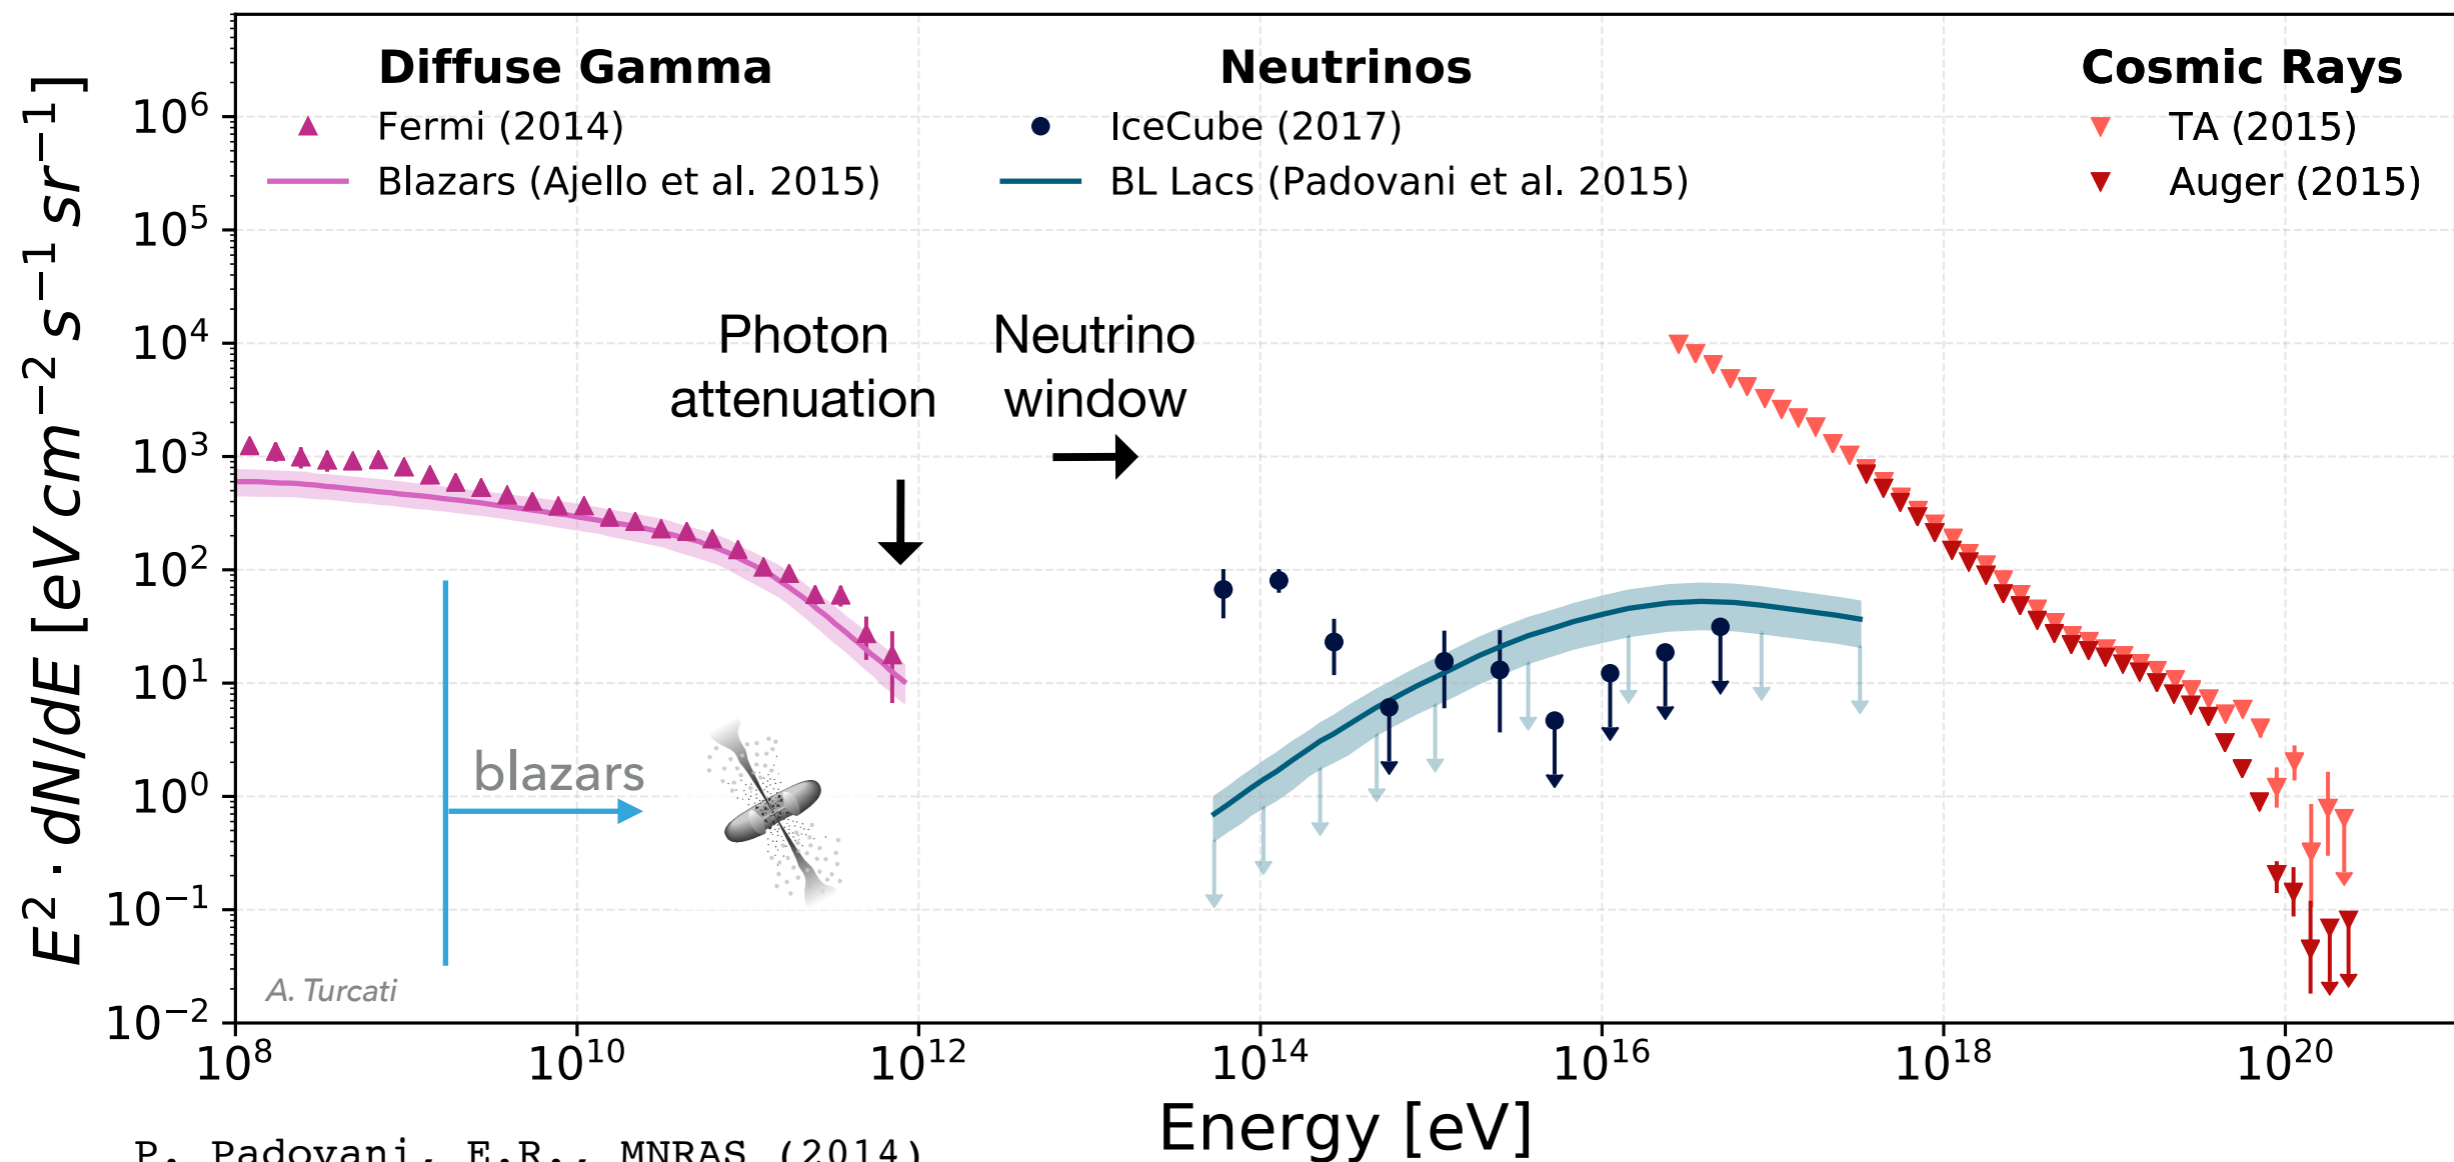 Diffuse Gamma
Fermi (2014)
Blazars (Ajello et al. 2015)
Neutrinos
IceCube (2017)
BL Lacs (Padovani et al. 2015)
Cosmic Rays
TA (2015)
Auger (2015)
E² · dN/dE [eV cm⁻² s⁻¹ sr⁻¹]
10⁶
10⁵
10⁴
10³
10²
10¹
10⁰
10⁻¹
10⁻²
Photon
attenuation
Neutrino
window
blazars
A. Turcati
10⁸
10¹⁰
10¹²
10¹⁴
10¹⁶
10¹⁸
10²⁰
Energy [eV]
P. Padovani, E.R., MNRAS (2014)